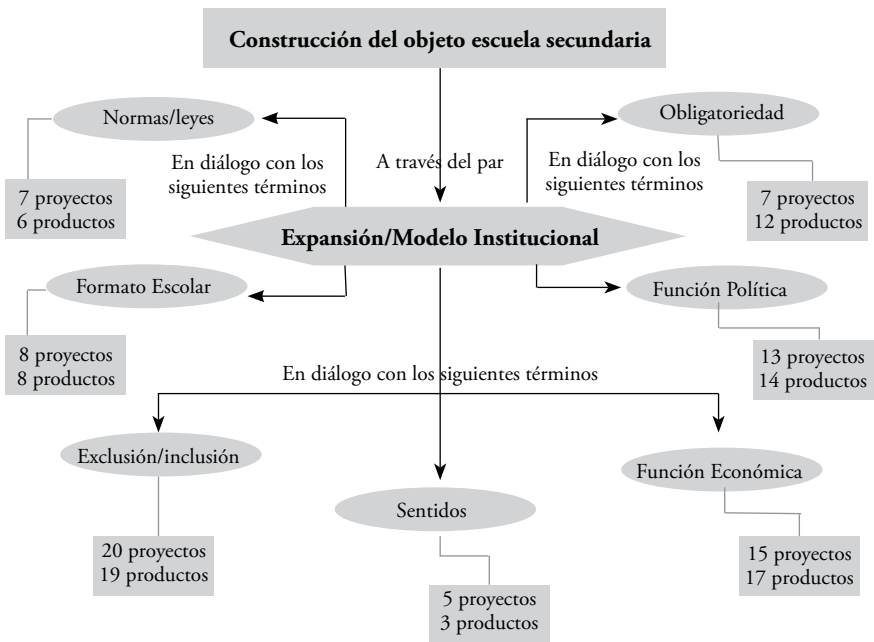 Construcción del objeto escuela secundaria
Normas/leyes
Obligatoriedad
En diálogo con los
siguientes términos
A través del par
En diálogo con los
siguientes términos
7 proyectos
6 productos
7 proyectos
12 productos
Expansión/Modelo Institucional
Formato Escolar
Función Política
8 proyectos
8 productos
13 proyectos
14 productos
En diálogo con los siguientes términos
Exclusión/inclusión
Función Económica
Sentidos
20 proyectos
19 productos
15 proyectos
17 productos
5 proyectos
3 productos